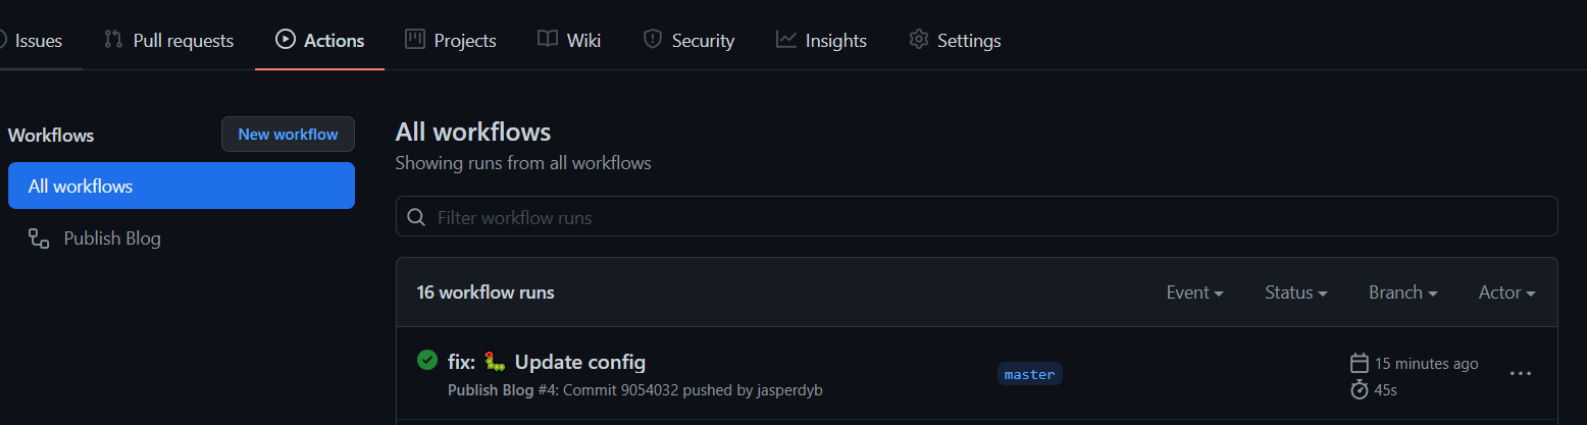 Issues Pull requests Actions Projects Wiki Security Insights Settings
Workflows New workflow
All workflows
Publish Blog
All workflows
Showing runs from all workflows
Filter workflow runs
16 workflow runs Event Status Branch Actor
fix: 🐛 Update config
Publish Blog #4: Commit 9054032 pushed by jasperdyb
master
15 minutes ago
45s